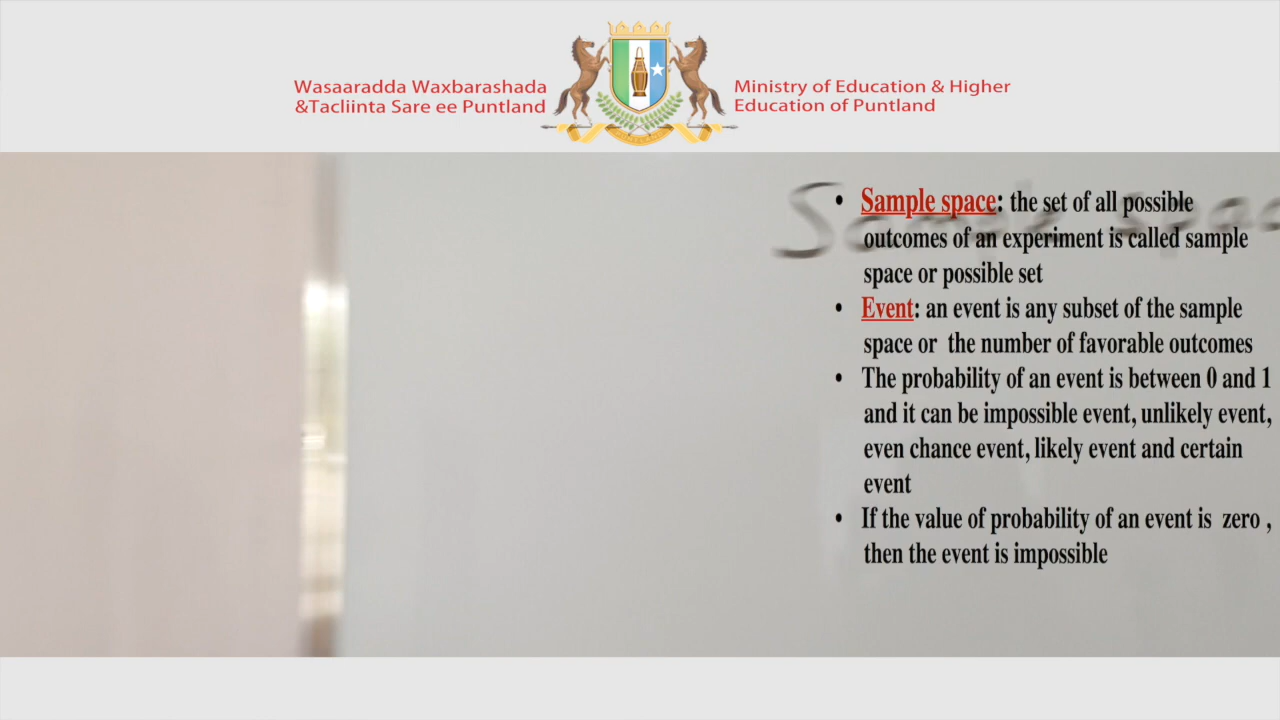 Wasaaradda Waxbarashada
&Tacliinta Sare ee Puntland
Ministry of Education & Higher
Education of Puntland
• Sample space: the set of all possible
outcomes of an experiment is called sample
space or possible set
• Event: an event is any subset of the sample
space or the number of favorable outcomes
• The probability of an event is between 0 and 1
and it can be impossible event, unlikely event,
even chance event, likely event and certain
event
• If the value of probability of an event is zero ,
then the event is impossible
Sample